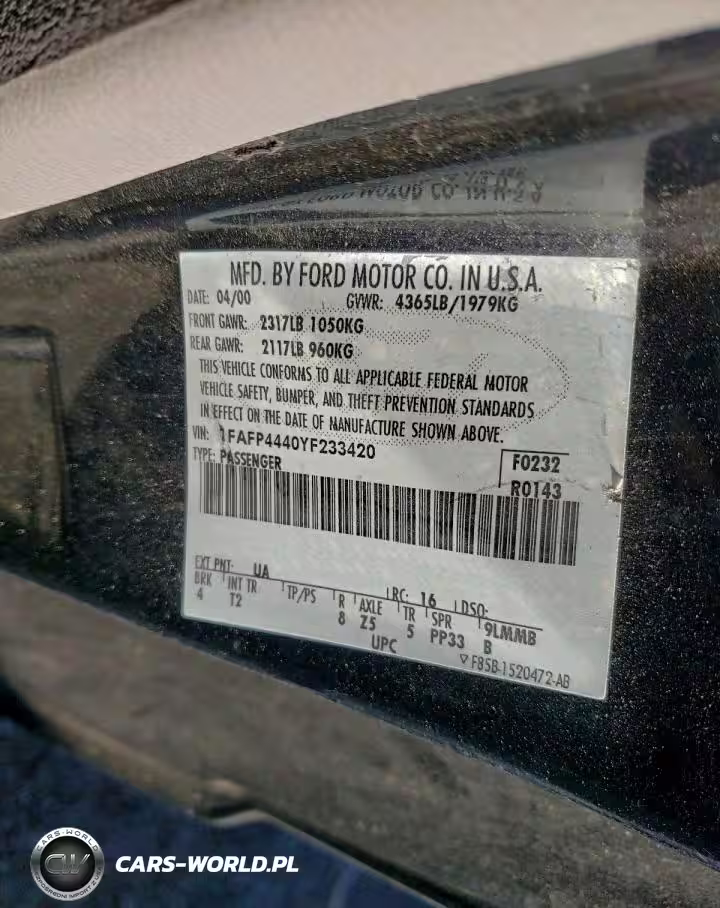 MFD. BY FORD MOTOR CO. IN U.S.A.
DATE: 04/00 GVWR: 4365LB/1979KG
FRONT GAWR: 2317LB 1050KG
REAR GAWR: 2117LB 960KG
THIS VEHICLE CONFORMS TO ALL APPLICABLE FEDERAL MOTOR
VEHICLE SAFETY, BUMPER, AND THEFT PREVENTION STANDARDS
IN EFFECT ON THE DATE OF MANUFACTURE SHOWN ABOVE.
VIN: 1FAFP4440YF233420
TYPE: PASSENGER
F0232
R0143
EXT PNT: UA RC: 16 DSO:
BRK INT TR TP/PS R AXLE TR SPR 9LMMB
4 T2 8 Z5 5 PP33 B
UPC
F85B-1520472-AB
CARS-WORLD
CW
CARS-WORLD.PL